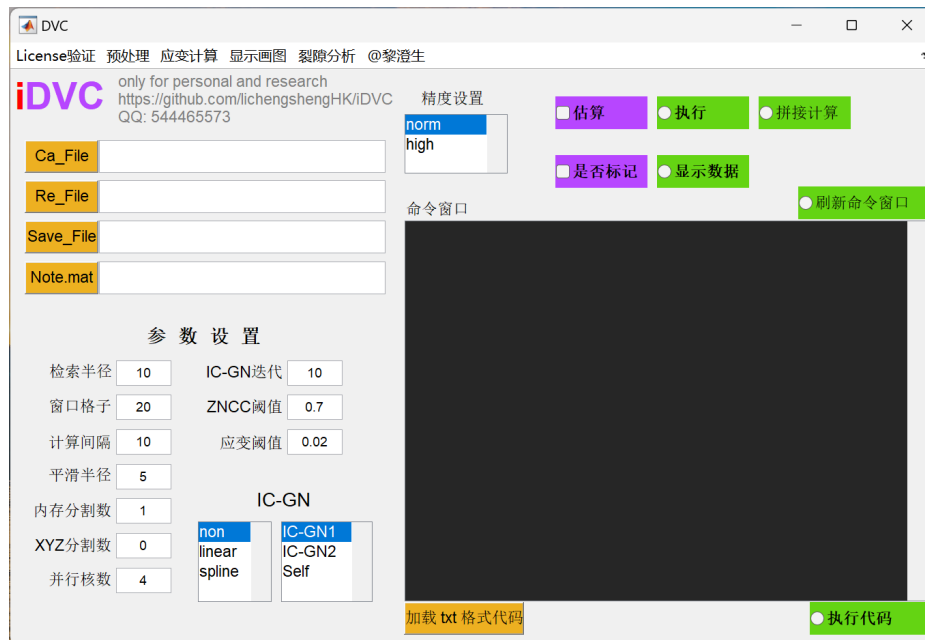 DVC
License验证 预处理 应变计算 显示画图 裂隙分析 @黎澄生
iDVC
only for personal and research
https://github.com/lichengshengHK/iDVC
QQ: 544465573
Ca_File
Re_File
Save_File
Note.mat
精度设置
norm
high
估算 执行 拼接计算
是否标记 显示数据
刷新命令窗口
命令窗口
参 数 设 置
检索半径 10 IC-GN迭代 10
窗口格子 20 ZNCC阈值 0.7
计算间隔 10 应变阈值 0.02
平滑半径 5
内存分割数 1
XYZ分割数 0
并行核数 4
IC-GN
non IC-GN1
linear IC-GN2
spline Self
加载 txt 格式代码 执行代码